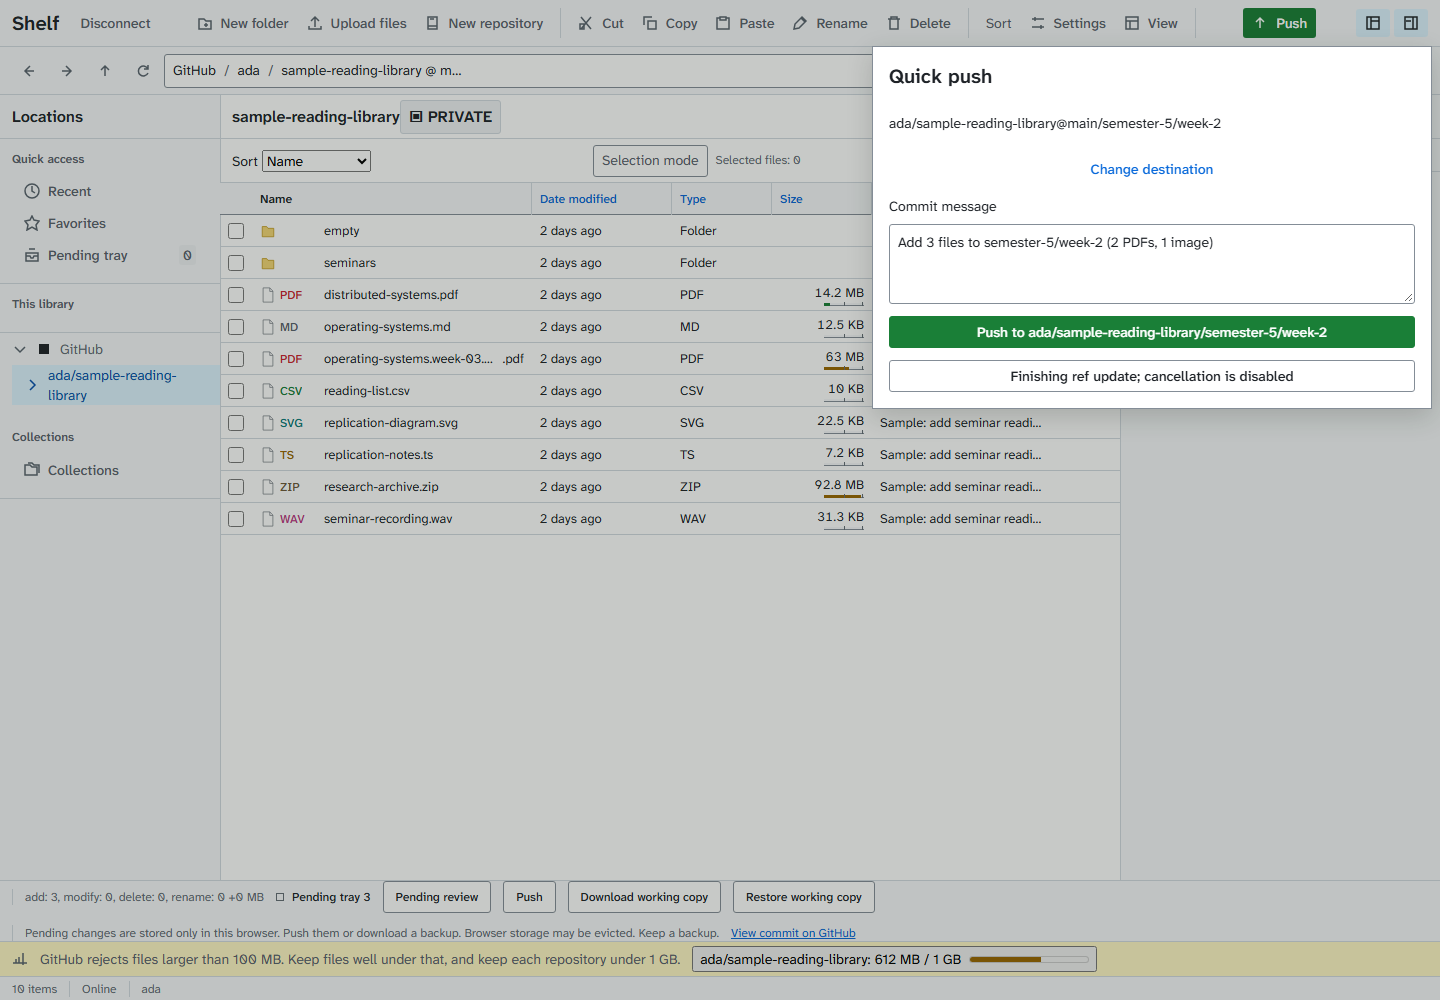 Shelf
Disconnect
New folder
Upload files
New repository
Cut
Copy
Paste
Rename
Delete
Sort
Settings
View
Push
GitHub / ada / sample-reading-library @ m...
Locations
Quick access
Recent
Favorites
Pending tray 0
This library
GitHub
ada/sample-reading-
library
Collections
Collections
sample-reading-library PRIVATE
Sort Name
Selection mode Selected files: 0
Name Date modified Type Size
empty 2 days ago Folder
seminars 2 days ago Folder
PDF distributed-systems.pdf 2 days ago PDF 14.2 MB
MD operating-systems.md 2 days ago MD 12.5 KB
PDF operating-systems.week-03.... .pdf 2 days ago PDF 63 MB
CSV reading-list.csv 2 days ago CSV 10 KB
SVG replication-diagram.svg 2 days ago SVG 22.5 KB Sample: add seminar readi...
TS replication-notes.ts 2 days ago TS 7.2 KB Sample: add seminar readi...
ZIP research-archive.zip 2 days ago ZIP 92.8 MB Sample: add seminar readi...
WAV seminar-recording.wav 2 days ago WAV 31.3 KB Sample: add seminar readi...
Quick push
ada/sample-reading-library@main/semester-5/week-2
Change destination
Commit message
Add 3 files to semester-5/week-2 (2 PDFs, 1 image)
Push to ada/sample-reading-library/semester-5/week-2
Finishing ref update; cancellation is disabled
add: 3, modify: 0, delete: 0, rename: 0 +0 MB Pending tray 3 Pending review Push Download working copy Restore working copy
Pending changes are stored only in this browser. Push them or download a backup. Browser storage may be evicted. Keep a backup. View commit on GitHub
GitHub rejects files larger than 100 MB. Keep files well under that, and keep each repository under 1 GB. ada/sample-reading-library: 612 MB / 1 GB
10 items Online ada